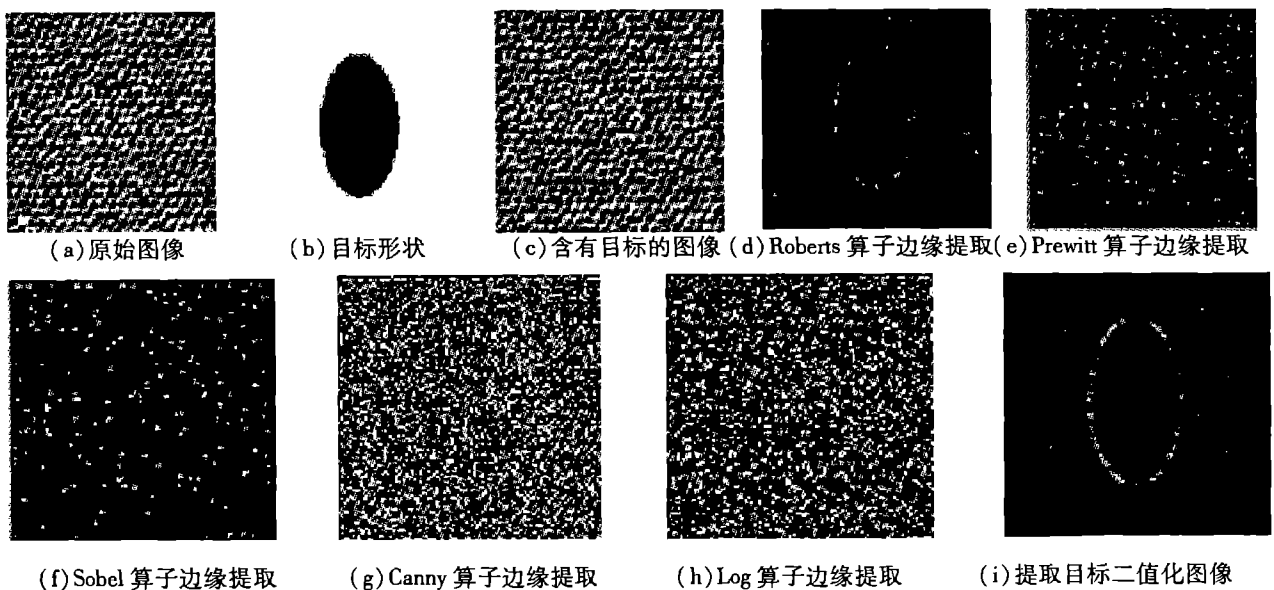 (a)原始图像
(b)目标形状
(c)含有目标的图像
(d)Roberts 算子边缘提取
(e)Prewitt 算子边缘提取
(f)Sobel 算子边缘提取
(g)Canny 算子边缘提取
(h)Log 算子边缘提取
(i)提取目标二值化图像